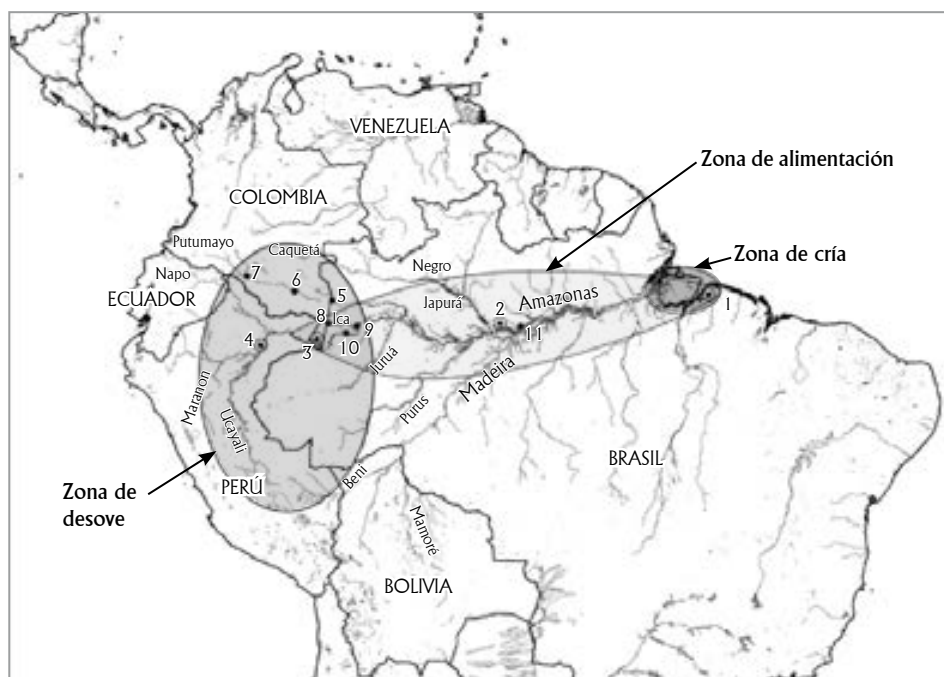 VENEZUELA
Zona de alimentación
COLOMBIA
Putumayo
Caquetá
Negro
Zona de cría
Napo
7
6
5
Japurá
Amazonas
ECUADOR
8
Ica
9
2
11
1
4
3
10
Juruá
Madeira
Maranon
Purus
Ucayali
BRASIL
Beni
PERÚ
Zona de
desove
Mamoré
BOLIVIA